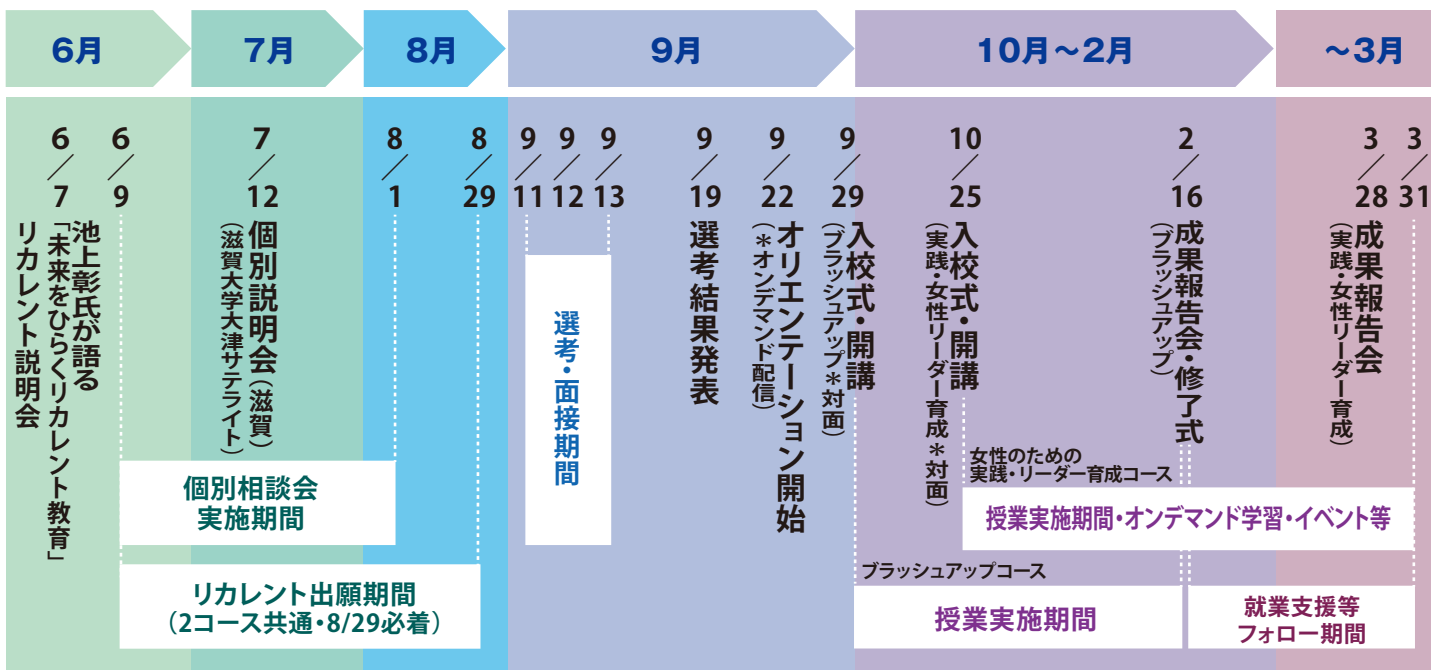 6月
7月
8月
9月
10月～2月
～3月
6／7
池上彰氏が語る
「未来をひらくリカレント教育」
リカレント説明会
6／9
7／12
個別説明会（滋賀）
（滋賀大学大津サテライト）
8／1
8／29
9／11
9／12
9／13
9／19
選考結果発表
9／22
オリエンテーション開始
（＊オンデマンド配信）
9／29
入校式・開講
（ブラッシュアップ＊対面）
10／25
入校式・開講
（実践・女性リーダー育成＊対面）
2／16
成果報告会・修了式
（ブラッシュアップ）
3／28
成果報告会
（実践・女性リーダー育成）
3／31
個別相談会
実施期間
リカレント出願期間
（2コース共通・8/29必着）
選考・面接期間
女性のための
実践・リーダー育成コース
授業実施期間・オンデマンド学習・イベント等
ブラッシュアップコース
授業実施期間
就業支援等
フォロー期間